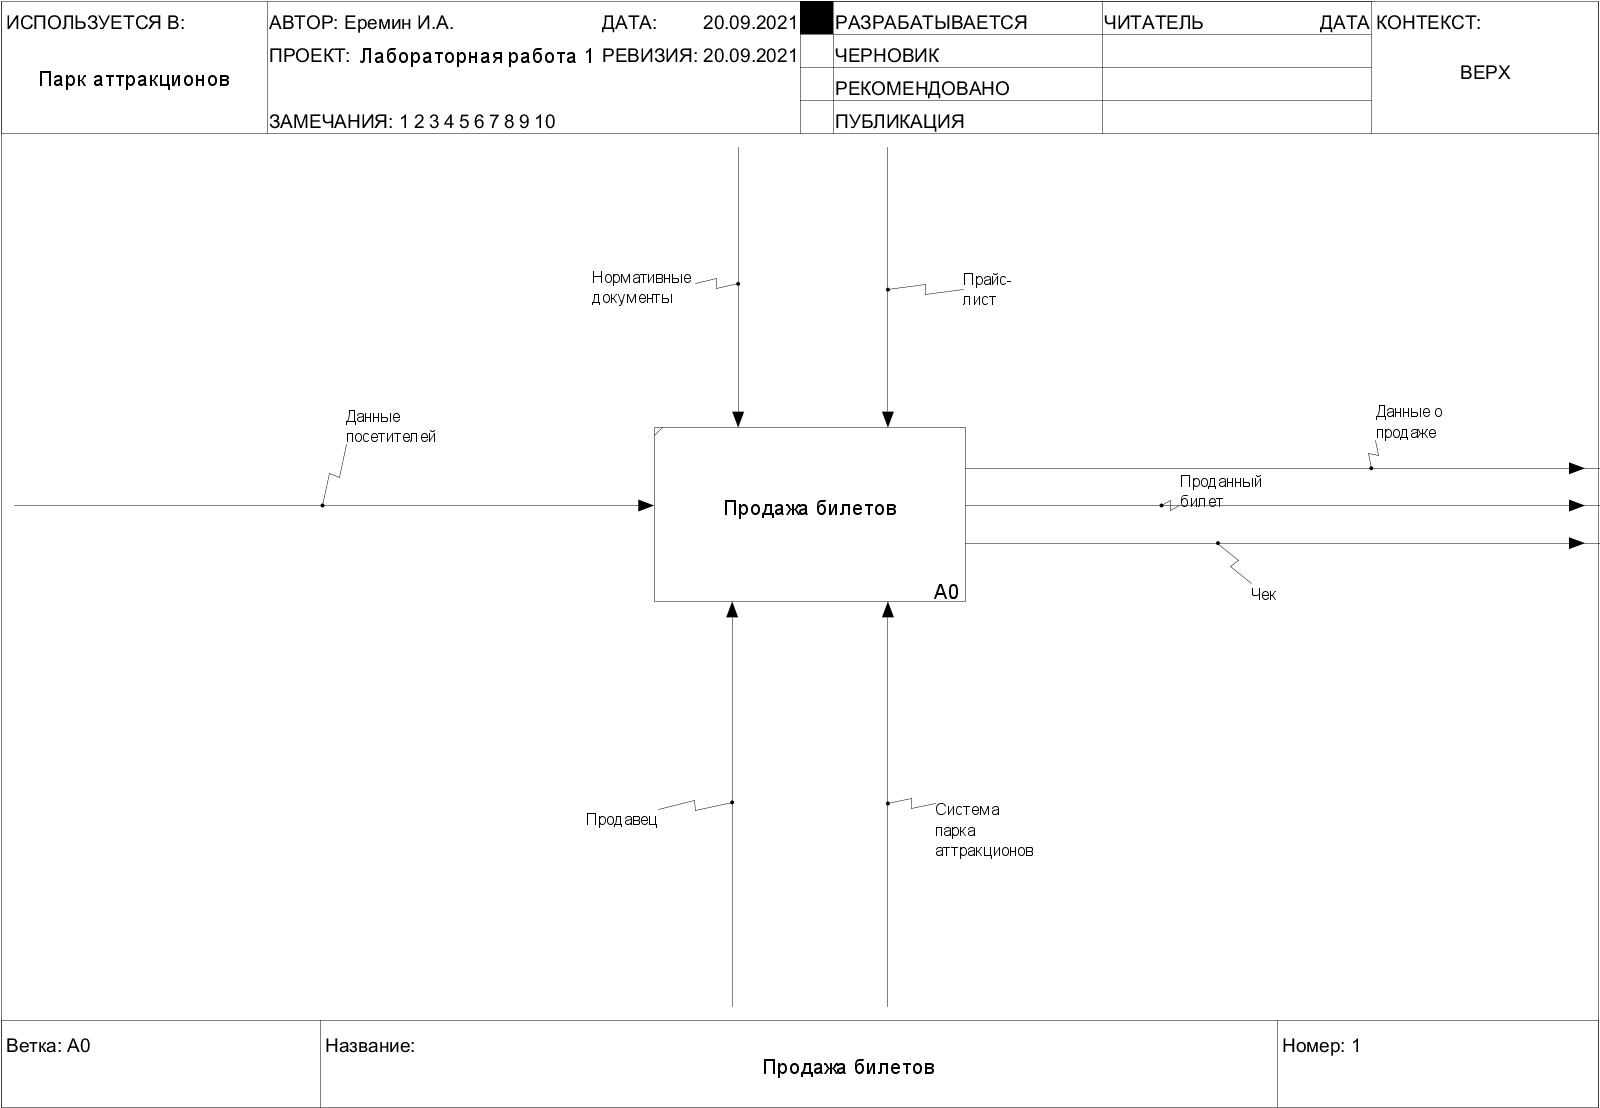 ИСПОЛЬЗУЕТСЯ В:
Парк аттракционов
АВТОР: Еремин И.А.
ДАТА: 20.09.2021
ПРОЕКТ: Лабораторная работа 1
РЕВИЗИЯ: 20.09.2021
ЗАМЕЧАНИЯ: 1 2 3 4 5 6 7 8 9 10
РАЗРАБАТЫВАЕТСЯ
ЧЕРНОВИК
РЕКОМЕНДОВАНО
ПУБЛИКАЦИЯ
ЧИТАТЕЛЬ
ДАТА
КОНТЕКСТ:
ВЕРХ
Нормативные
документы
Прайс-
лист
Данные
посетителей
Данные о
продаже
Проданный
билет
Продажа билетов
A0
Чек
Продавец
Система
парка
аттракционов
Ветка: A0
Название:
Продажа билетов
Номер: 1